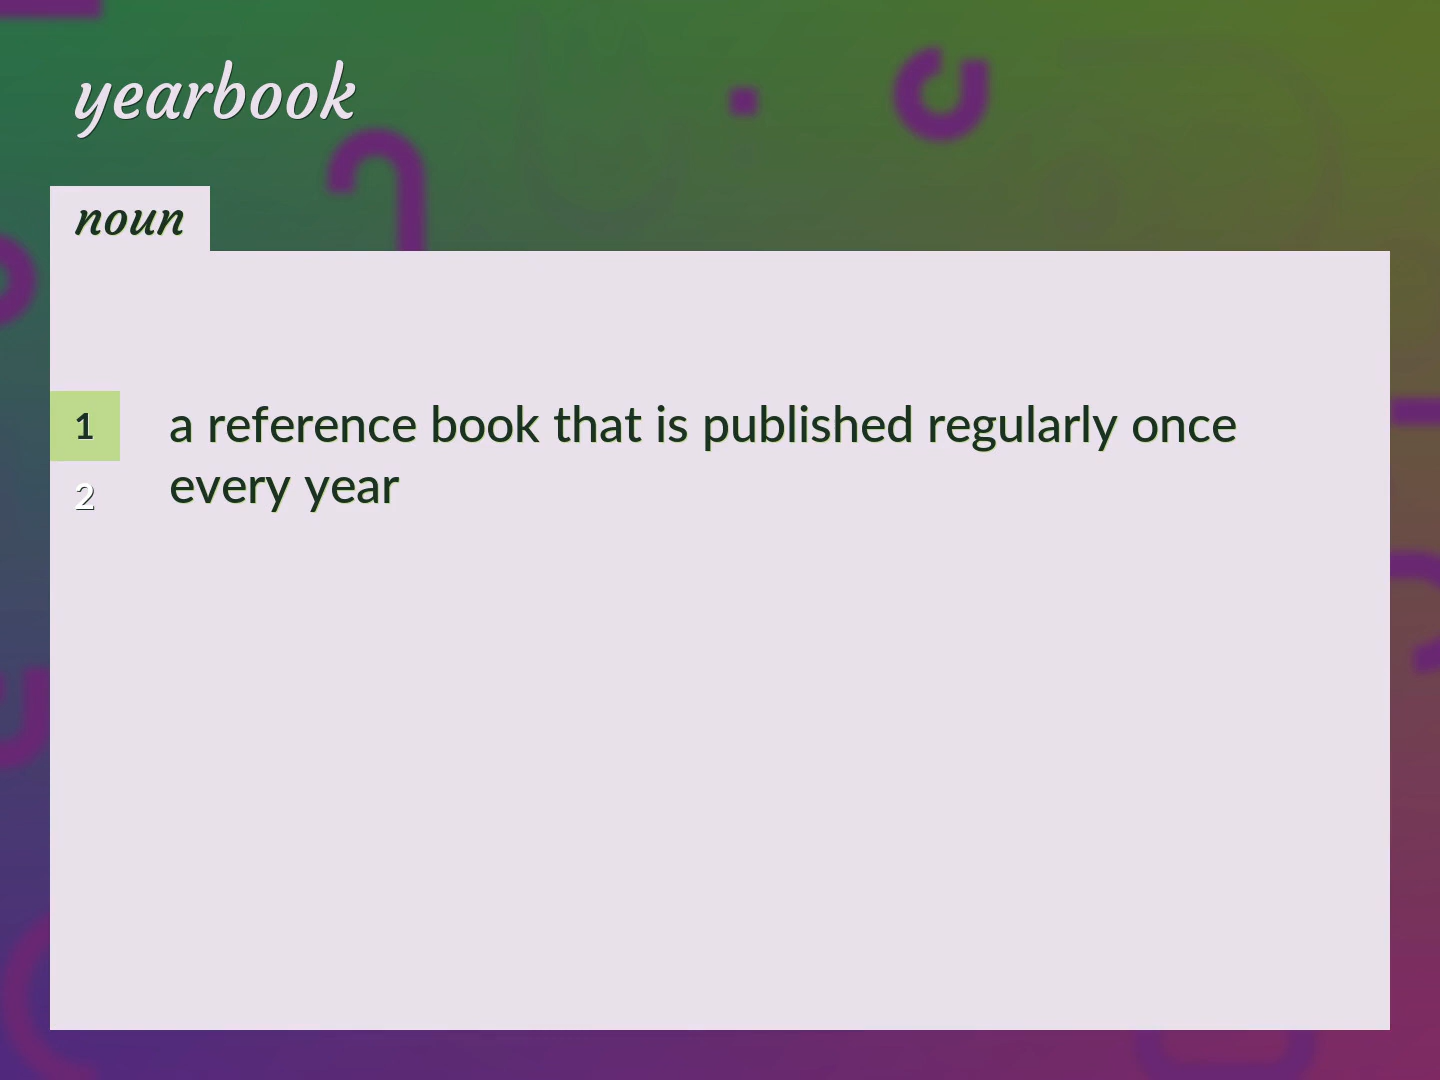 yearbook
noun
1 a reference book that is published regularly once
every year
2